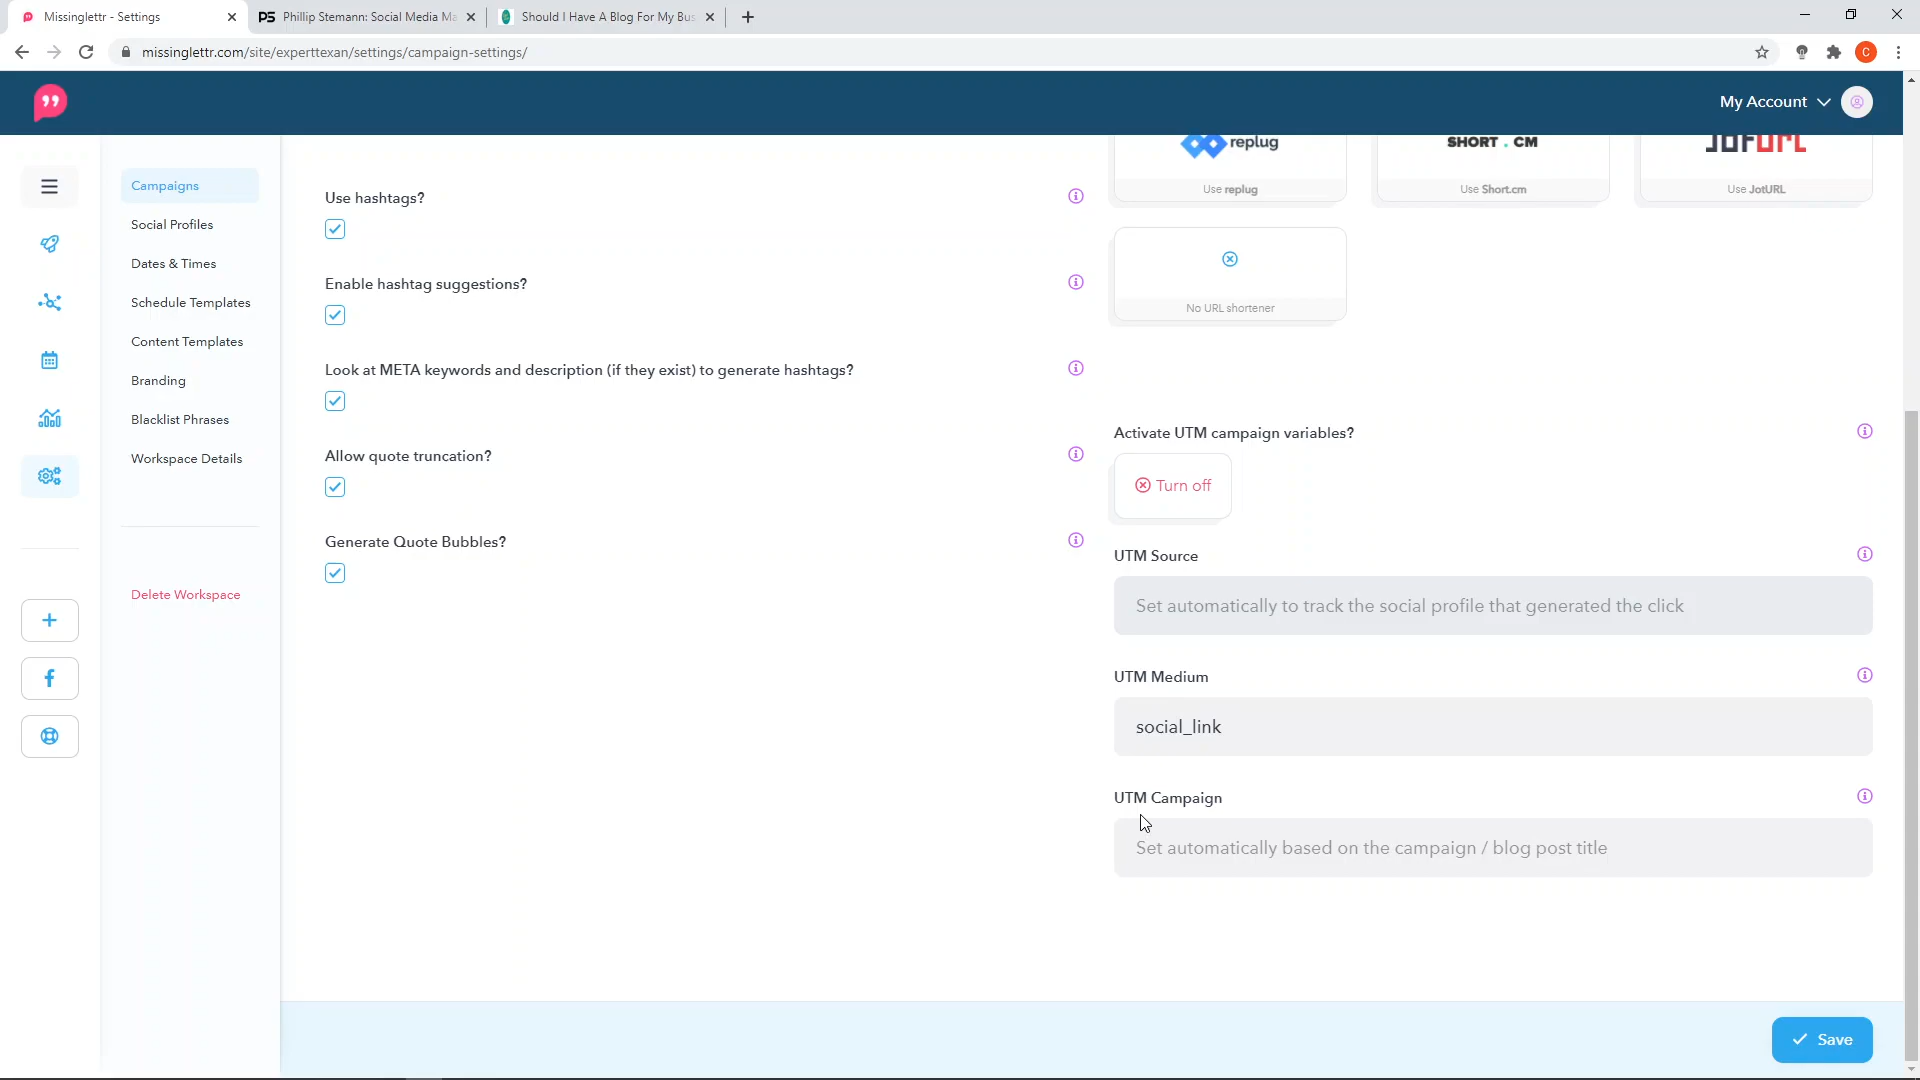 Missinglettr - Settings
PS Phillip Stemann: Social Media Ma
Should I Have A Blog For My Bus
missinglettr.com/site/experttexan/settings/campaign-settings/
C
My Account
Campaigns
Social Profiles
Dates & Times
Schedule Templates
Content Templates
Branding
Blacklist Phrases
Workspace Details
Delete Workspace
Use hashtags?
Enable hashtag suggestions?
Look at META keywords and description (if they exist) to generate hashtags?
Allow quote truncation?
Generate Quote Bubbles?
replug
Use replug
SHORT.CM
Use Short.cm
JotURL
Use JotURL
No URL shortener
Activate UTM campaign variables?
Turn off
UTM Source
Set automatically to track the social profile that generated the click
UTM Medium
social_link
UTM Campaign
Set automatically based on the campaign / blog post title
Save